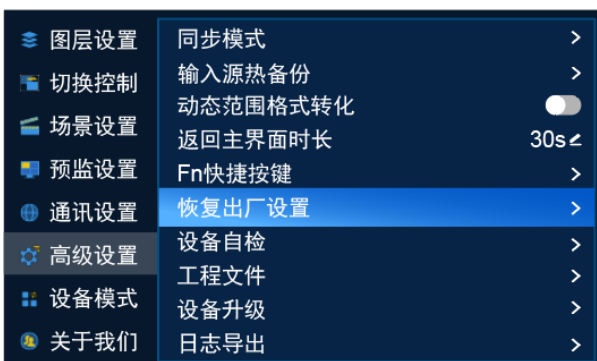 图层设置
切换控制
场景设置
预监设置
通讯设置
高级设置
设备模式
关于我们
同步模式
输入源热备份
动态范围格式转化
返回主界面时长 30s
Fn快捷按键
恢复出厂设置
设备自检
工程文件
设备升级
日志导出